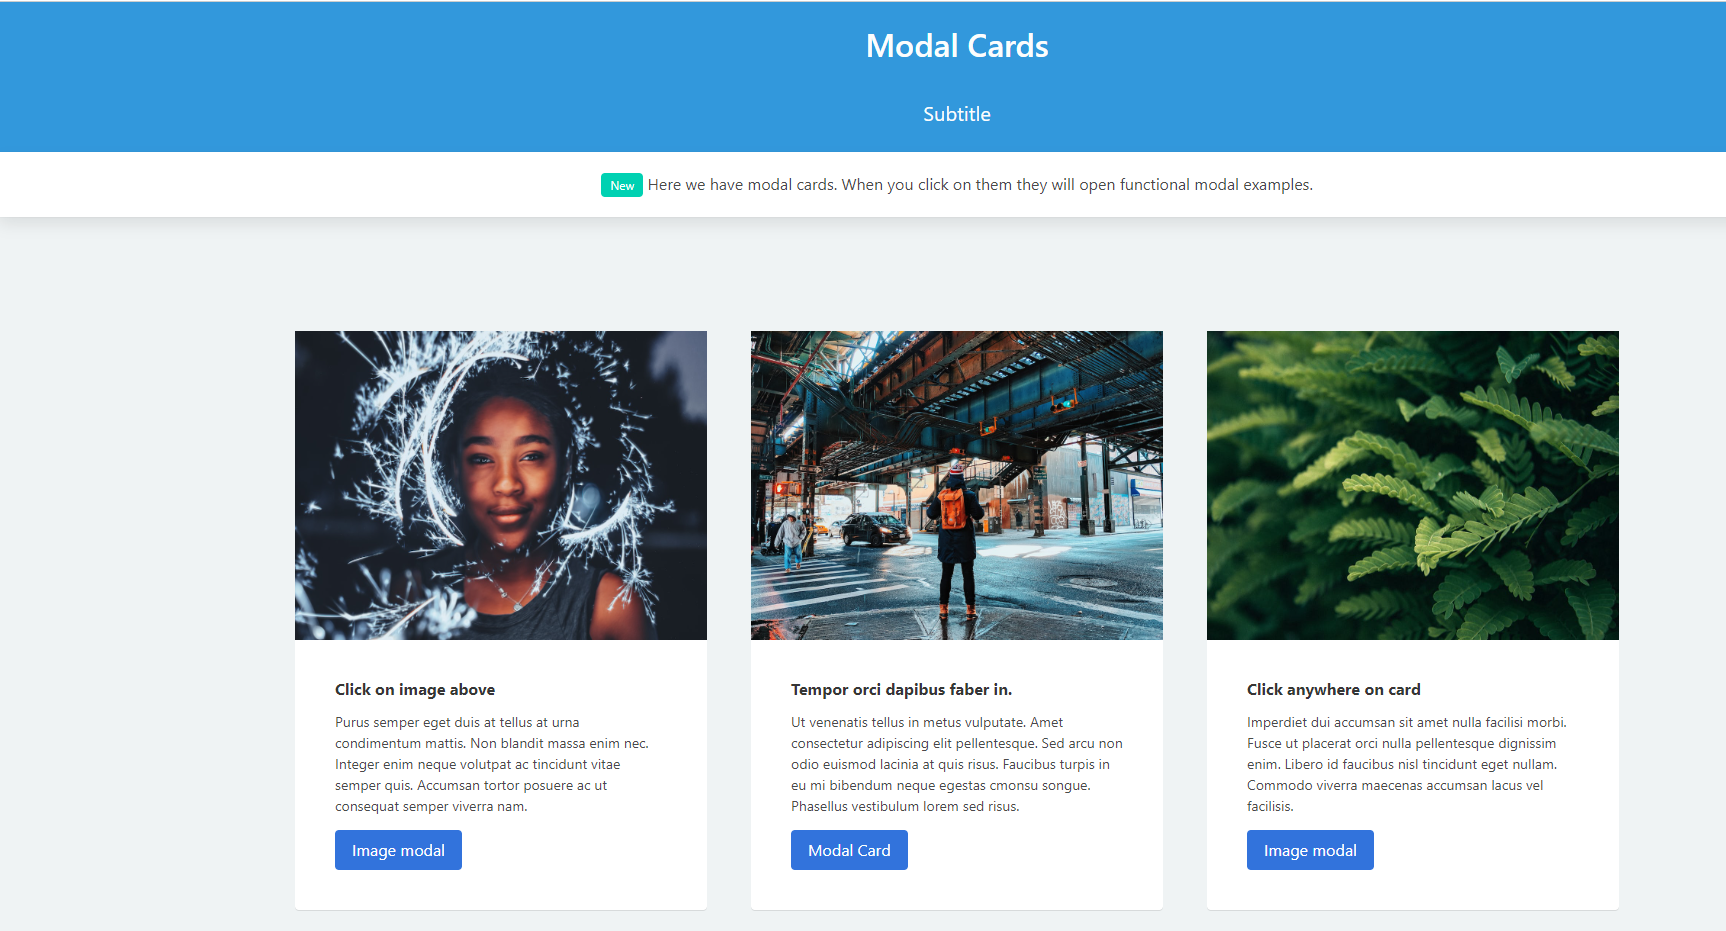 Modal Cards
Subtitle
New Here we have modal cards. When you click on them they will open functional modal examples.
Click on image above
Purus semper eget duis at tellus at urna
condimentum mattis. Non blandit massa enim nec.
Integer enim neque volutpat ac tincidunt vitae
semper quis. Accumsan tortor posuere ac ut
consequat semper viverra nam.
Image modal
Tempor orci dapibus faber in.
Ut venenatis tellus in metus vulputate. Amet
consectetur adipiscing elit pellentesque. Sed arcu non
odio euismod lacinia at quis risus. Faucibus turpis in
eu mi bibendum neque egestas cmonsu songue.
Phasellus vestibulum lorem sed risus.
Modal Card
Click anywhere on card
Imperdiet dui accumsan sit amet nulla facilisi morbi.
Fusce ut placerat orci nulla pellentesque dignissim
enim. Libero id faucibus nisl tincidunt eget nullam.
Commodo viverra maecenas accumsan lacus vel
facilisis.
Image modal